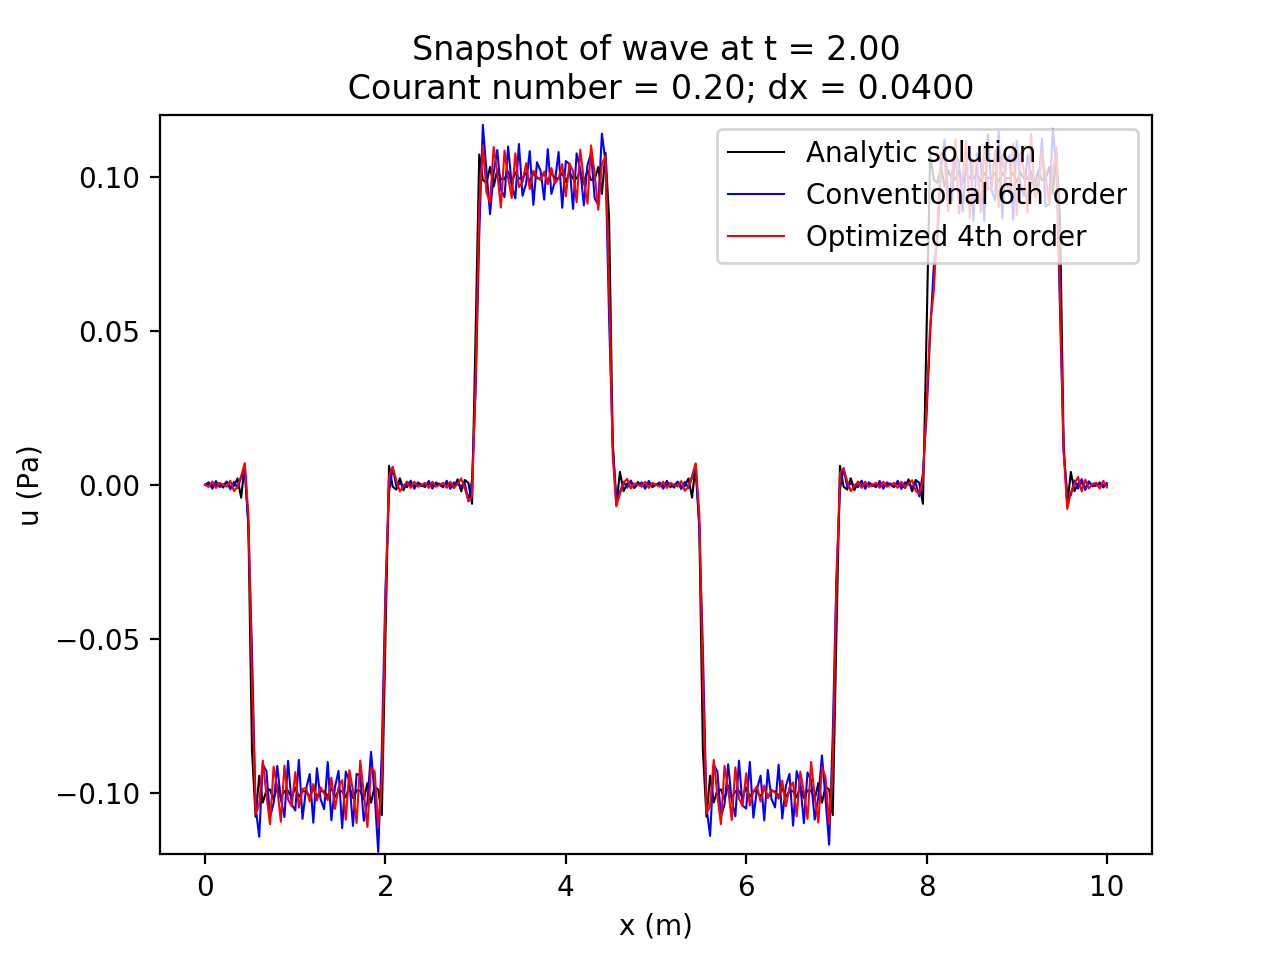 Snapshot of wave at t = 2.00
Courant number = 0.20; dx = 0.0400
Analytic solution
Conventional 6th order
Optimized 4th order
0.10
0.05
0.00
−0.05
−0.10
u (Pa)
0 2 4 6 8 10
x (m)